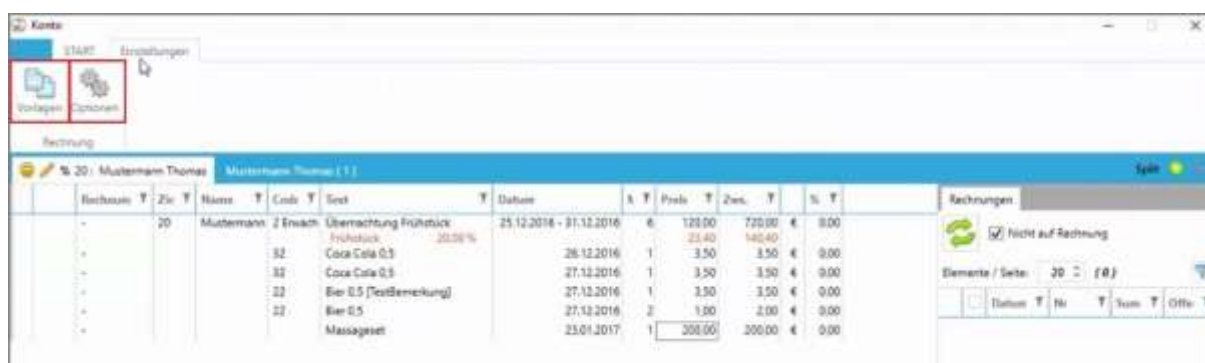 Konto
START Einstellungen
Vorlagen Optionen
Rechnung
% 20: Mustermann Thomas Mustermann Thomas ( 1 ) Split
Name Code Text Datum Preis Zws. % Rechnungen
- 20 Mustermann 2 Erwach Übernachtung Frühstück 25.12.2016 - 31.12.2016 6 120,00 720,00 € 0,00
Frühstück 20,00 % 23,40 140,40
Nicht auf Rechnung
- 32 Coca Cola 0,5 26.12.2016 1 3,50 3,50 € 0,00
- 32 Coca Cola 0,5 27.12.2016 1 3,50 3,50 € 0,00
Elemente / Seite: 20 ( 0 )
- 22 Bier 0,5 [TestBemerkung] 27.12.2016 1 3,50 3,50 € 0,00
- 22 Bier 0,5 27.12.2016 2 1,00 2,00 € 0,00
Datum Nr Sum Offe
- Massageset 23.01.2017 1 200,00 200,00 € 0,00